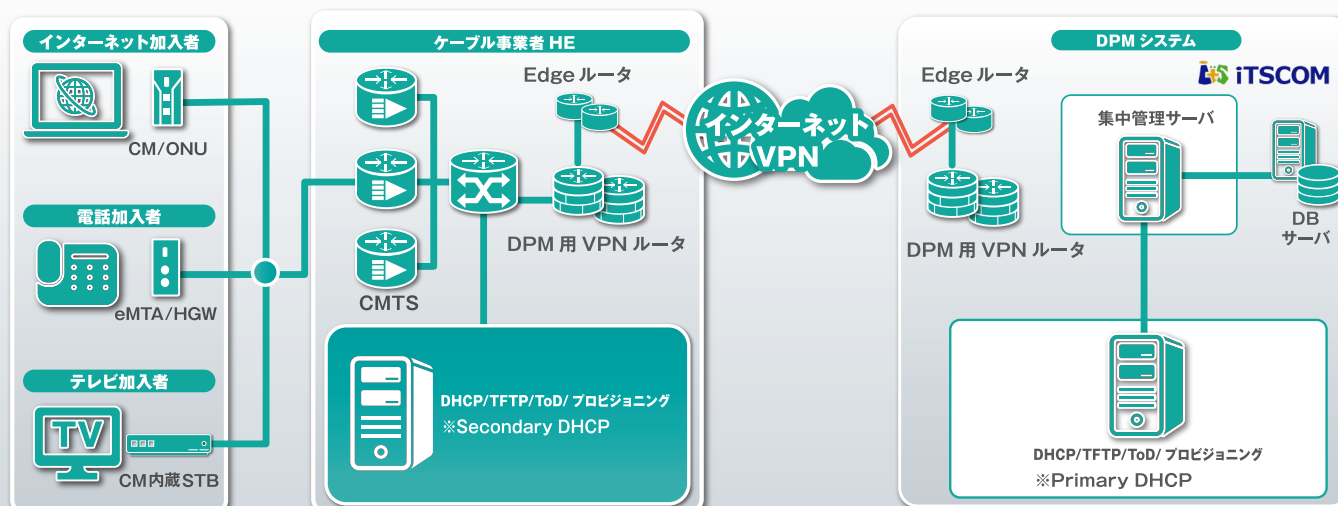 インターネット加入者
CM/ONU
電話加入者
eMTA/HGW
テレビ加入者
TV
CM内蔵STB
ケーブル事業者 HE
CMTS
Edge ルータ
DPM 用 VPN ルータ
DHCP/TFTP/ToD/ プロビジョニング
※Secondary DHCP
インターネット
VPN
DPM システム
iTSCOM
Edge ルータ
DPM 用 VPN ルータ
集中管理サーバ
DB
サーバ
DHCP/TFTP/ToD/ プロビジョニング
※Primary DHCP